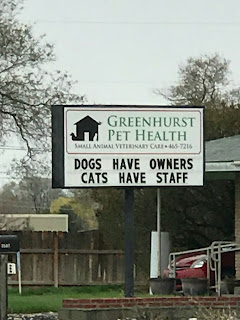 GREENHURST
PET HEALTH
SMALL ANIMAL VETERINARY CARE • 465-7216
DOGS HAVE OWNERS
CATS HAVE STAFF